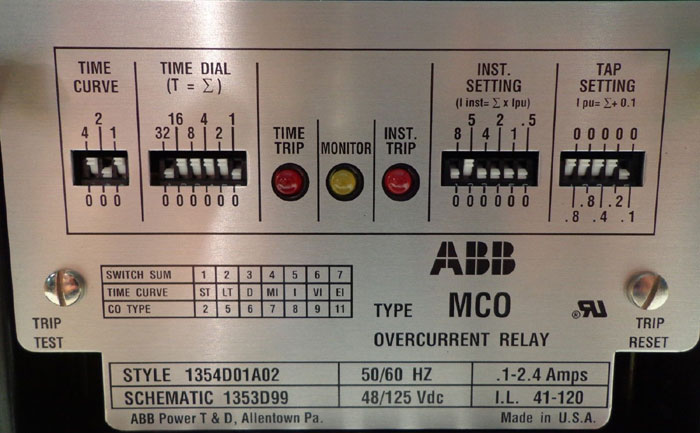 TIME CURVE
2
4 1
0 0 0
TIME DIAL
(T = Σ)
16 4 1
32 8 2
0 0 0 0 0 0
TIME TRIP
MONITOR
INST. TRIP
INST. SETTING
(I inst= Σ x Ipu)
5 2 .5
8 4 1
0 0 0 0 0 0
TAP SETTING
I pu= Σ+ 0.1
0 0 0 0 0
.8 .2
.8 .4 .1
SWITCH SUM 1 2 3 4 5 6 7
TIME CURVE ST LT D MI I VI EI
CO TYPE 2 5 6 7 8 9 11
ABB
TYPE MCO
OVERCURRENT RELAY
®RU
TRIP TEST
TRIP RESET
STYLE 1354D01A02 50/60 HZ .1-2.4 Amps
SCHEMATIC 1353D99 48/125 Vdc I.L. 41-120
ABB Power T & D, Allentown Pa. Made in U.S.A.